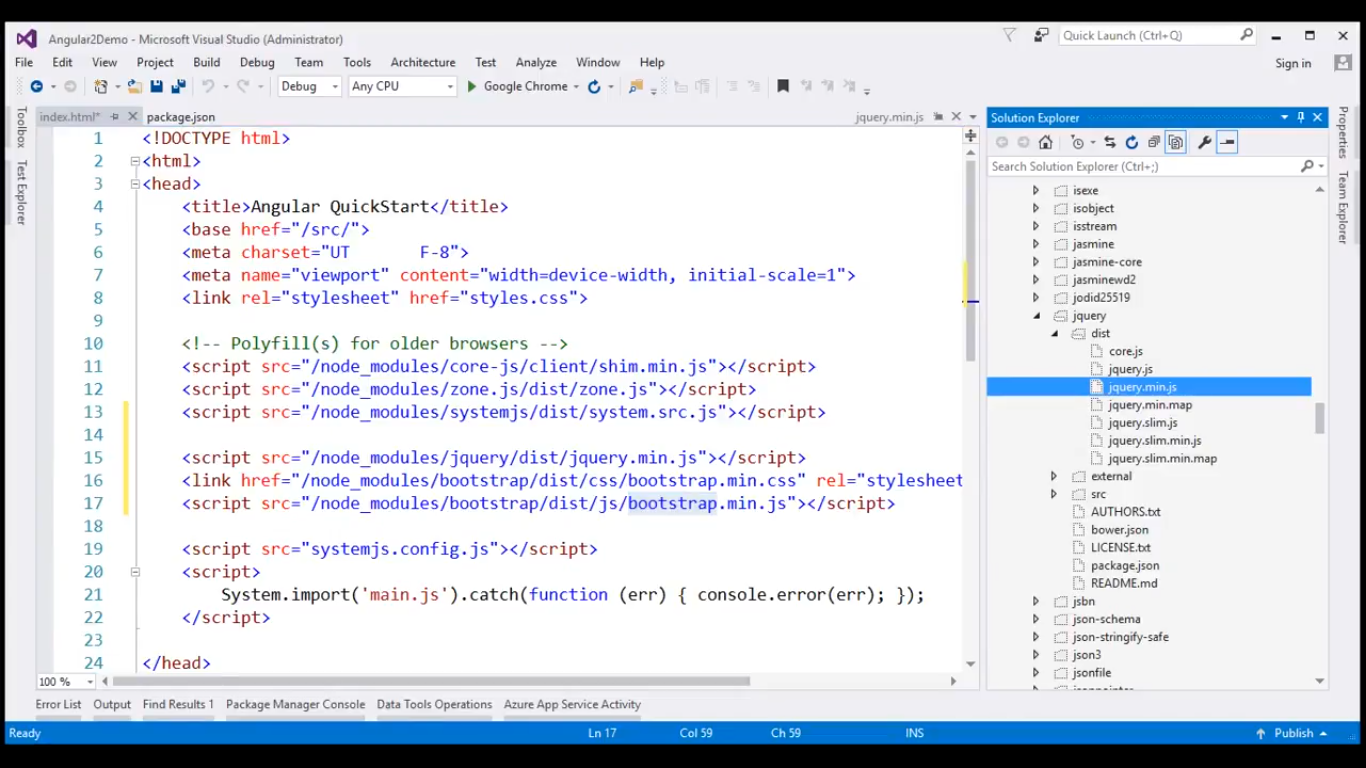 Angular2Demo - Microsoft Visual Studio (Administrator)
Quick Launch (Ctrl+Q)
File Edit View Project Build Debug Team Tools Architecture Test Analyze Window Help
Sign in
Debug Any CPU Google Chrome
Toolbox
Test Explorer
index.html* package.json jquery.min.js
1 <!DOCTYPE html>
2 <html>
3 <head>
4 <title>Angular QuickStart</title>
5 <base href="/src/">
6 <meta charset="UT F-8">
7 <meta name="viewport" content="width=device-width, initial-scale=1">
8 <link rel="stylesheet" href="styles.css">
9
10 <!-- Polyfill(s) for older browsers -->
11 <script src="/node_modules/core-js/client/shim.min.js"></script>
12 <script src="/node_modules/zone.js/dist/zone.js"></script>
13 <script src="/node_modules/systemjs/dist/system.src.js"></script>
14
15 <script src="/node_modules/jquery/dist/jquery.min.js"></script>
16 <link href="/node_modules/bootstrap/dist/css/bootstrap.min.css" rel="stylesheet
17 <script src="/node_modules/bootstrap/dist/js/bootstrap.min.js"></script>
18
19 <script src="systemjs.config.js"></script>
20 <script>
21 System.import('main.js').catch(function (err) { console.error(err); });
22 </script>
23
24 </head>
100 %
Solution Explorer
Search Solution Explorer (Ctrl+;)
isexe
isobject
isstream
jasmine
jasmine-core
jasminewd2
jodid25519
jquery
dist
core.js
jquery.js
jquery.min.js
jquery.min.map
jquery.slim.js
jquery.slim.min.js
jquery.slim.min.map
external
src
AUTHORS.txt
bower.json
LICENSE.txt
package.json
README.md
jsbn
json-schema
json-stringify-safe
json3
jsonfile
jsonpointer
Properties
Team Explorer
Error List Output Find Results 1 Package Manager Console Data Tools Operations Azure App Service Activity
Ready Ln 17 Col 59 Ch 59 INS Publish